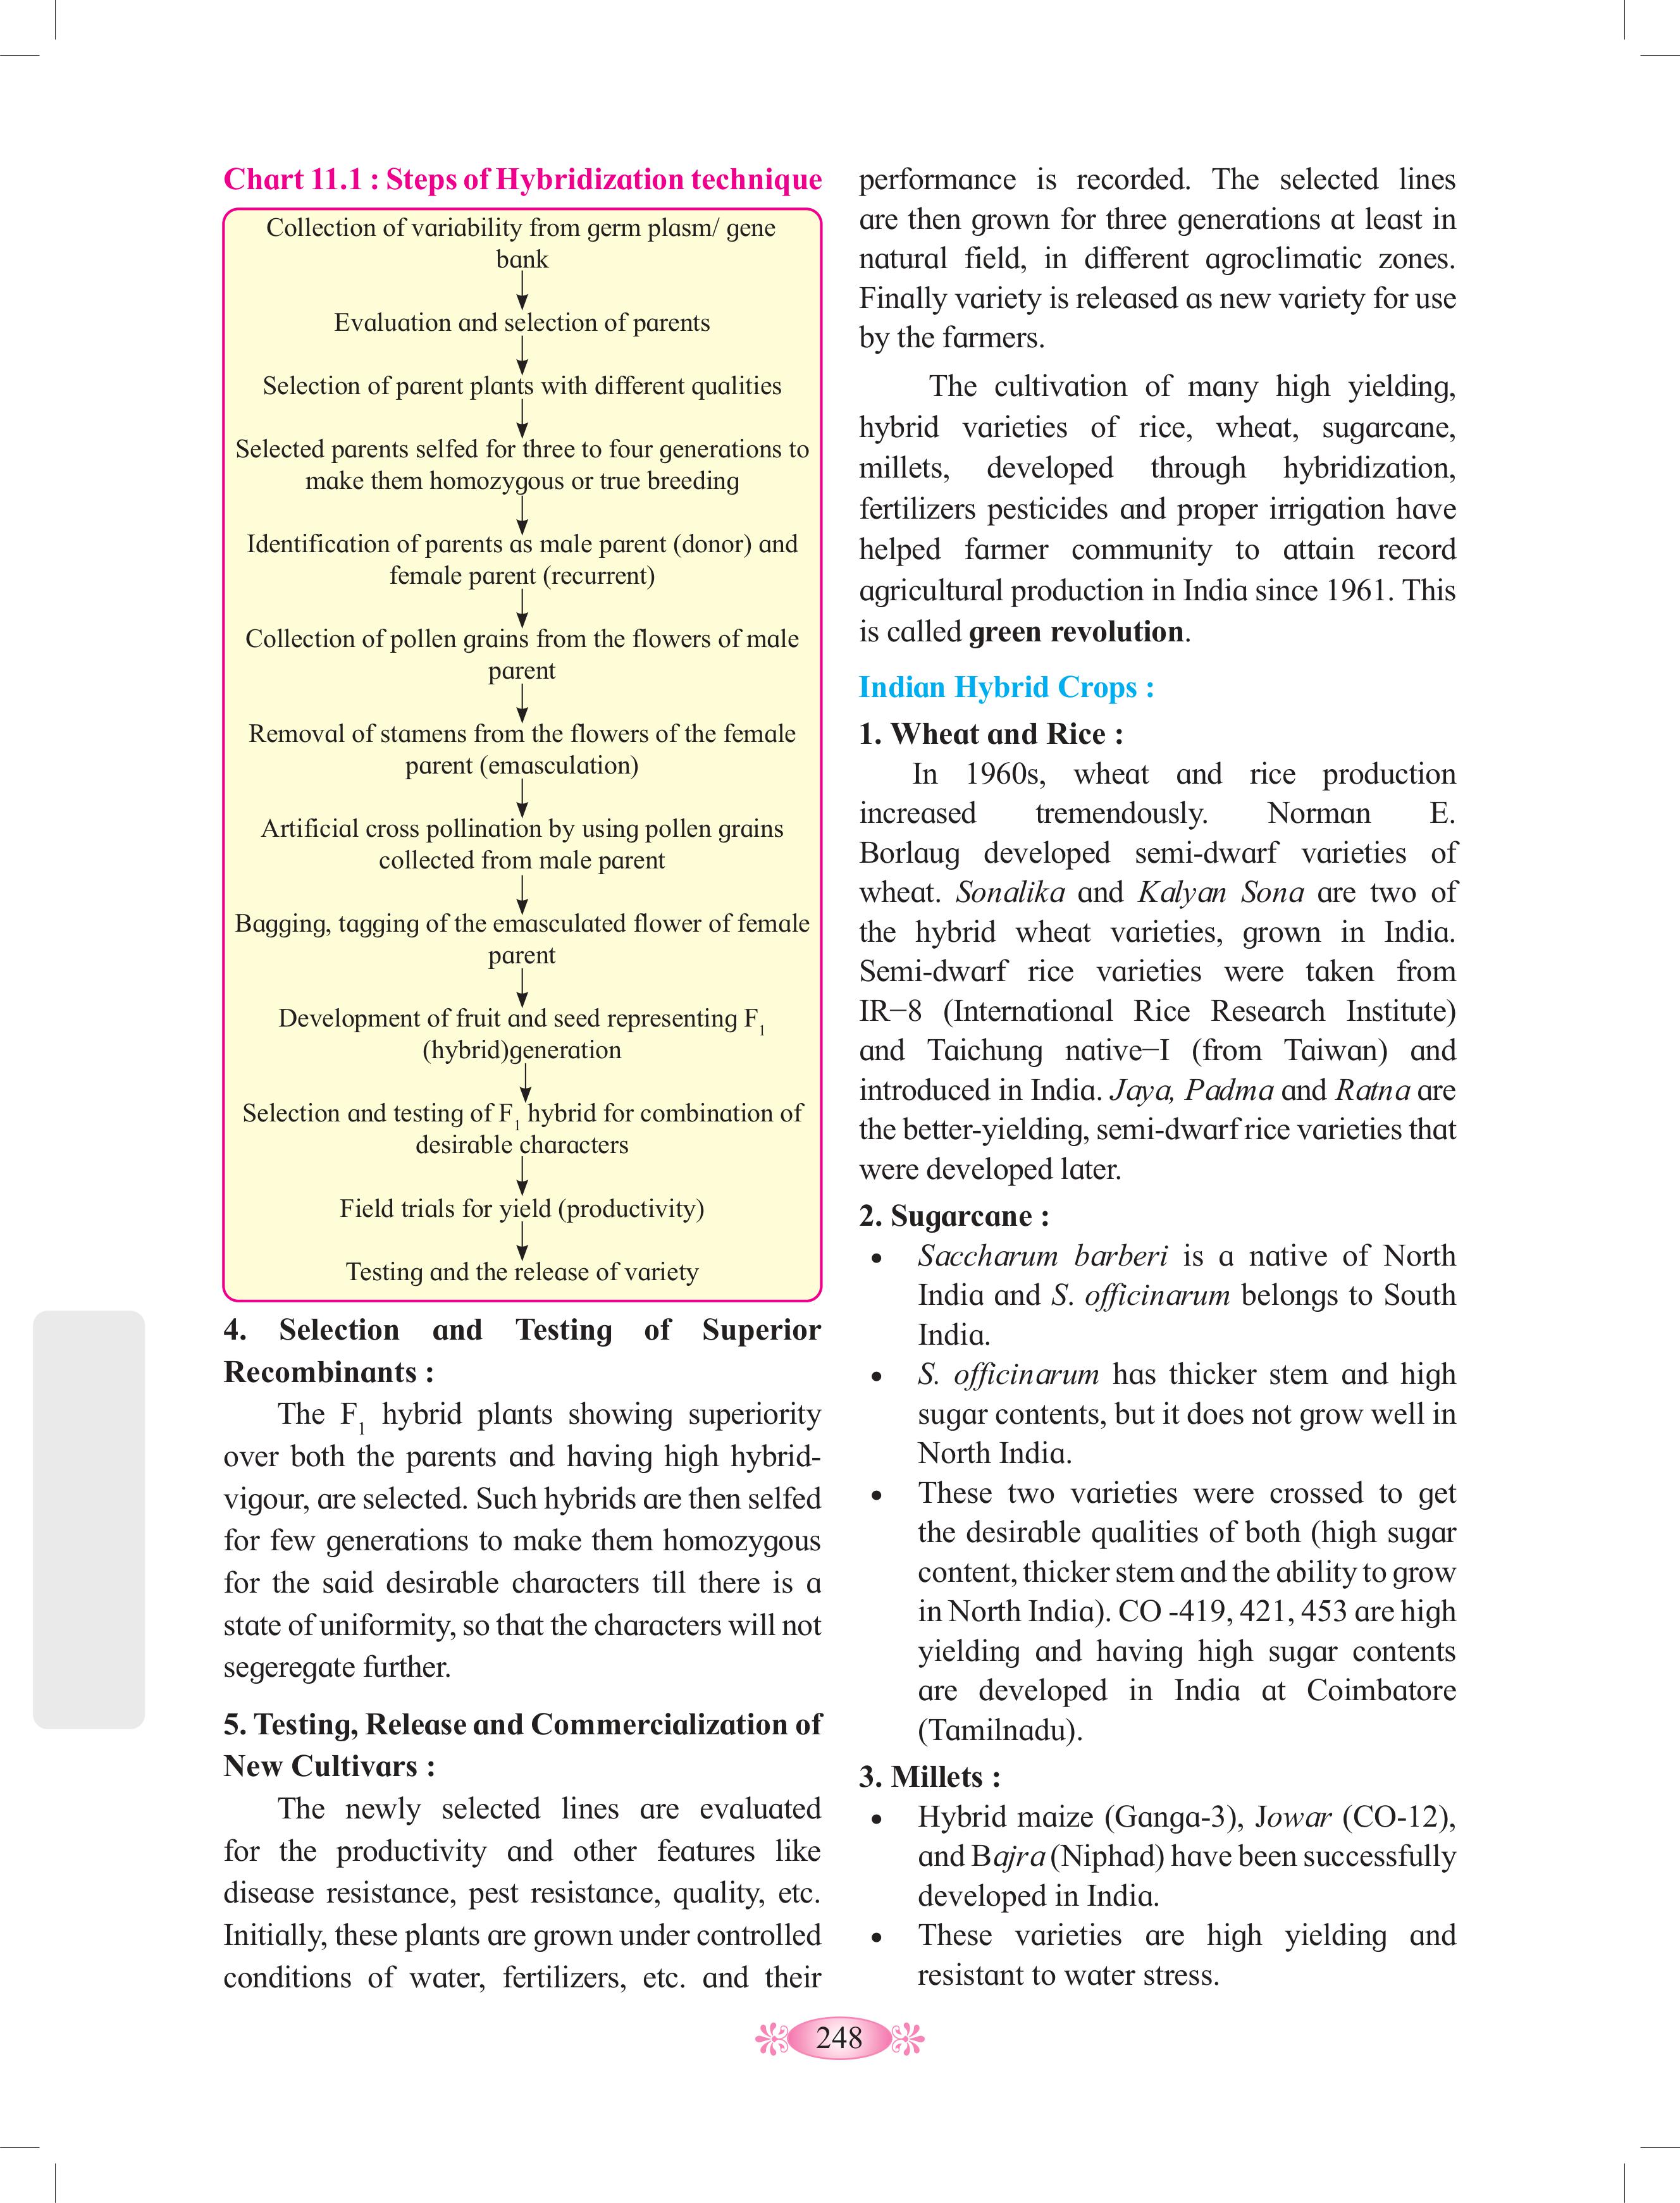 Chart 11.1 : Steps of Hybridization technique
Collection of variability from germ plasm/ gene
bank
Evaluation and selection of parents
Selection of parent plants with different qualities
Selected parents selfed for three to four generations to
make them homozygous or true breeding
Identification of parents as male parent (donor) and
female parent (recurrent)
Collection of pollen grains from the flowers of male
parent
Removal of stamens from the flowers of the female
parent (emasculation)
Artificial cross pollination by using pollen grains
collected from male parent
Bagging, tagging of the emasculated flower of female
parent
Development of fruit and seed representing F₁
(hybrid)generation
Selection and testing of F₁ hybrid for combination of
desirable characters
Field trials for yield (productivity)
Testing and the release of variety
4. Selection and Testing of Superior
Recombinants :
The F₁ hybrid plants showing superiority
over both the parents and having high hybrid-
vigour, are selected. Such hybrids are then selfed
for few generations to make them homozygous
for the said desirable characters till there is a
state of uniformity, so that the characters will not
segeregate further.
5. Testing, Release and Commercialization of
New Cultivars :
The newly selected lines are evaluated
for the productivity and other features like
disease resistance, pest resistance, quality, etc.
Initially, these plants are grown under controlled
conditions of water, fertilizers, etc. and their
performance is recorded. The selected lines
are then grown for three generations at least in
natural field, in different agroclimatic zones.
Finally variety is released as new variety for use
by the farmers.
The cultivation of many high yielding,
hybrid varieties of rice, wheat, sugarcane,
millets, developed through hybridization,
fertilizers pesticides and proper irrigation have
helped farmer community to attain record
agricultural production in India since 1961. This
is called green revolution.
Indian Hybrid Crops :
1. Wheat and Rice :
In 1960s, wheat and rice production
increased tremendously. Norman E.
Borlaug developed semi-dwarf varieties of
wheat. Sonalika and Kalyan Sona are two of
the hybrid wheat varieties, grown in India.
Semi-dwarf rice varieties were taken from
IR−8 (International Rice Research Institute)
and Taichung native−I (from Taiwan) and
introduced in India. Jaya, Padma and Ratna are
the better-yielding, semi-dwarf rice varieties that
were developed later.
2. Sugarcane :
• Saccharum barberi is a native of North
India and S. officinarum belongs to South
India.
• S. officinarum has thicker stem and high
sugar contents, but it does not grow well in
North India.
• These two varieties were crossed to get
the desirable qualities of both (high sugar
content, thicker stem and the ability to grow
in North India). CO -419, 421, 453 are high
yielding and having high sugar contents
are developed in India at Coimbatore
(Tamilnadu).
3. Millets :
• Hybrid maize (Ganga-3), Jowar (CO-12),
and Bajra (Niphad) have been successfully
developed in India.
• These varieties are high yielding and
resistant to water stress.
248